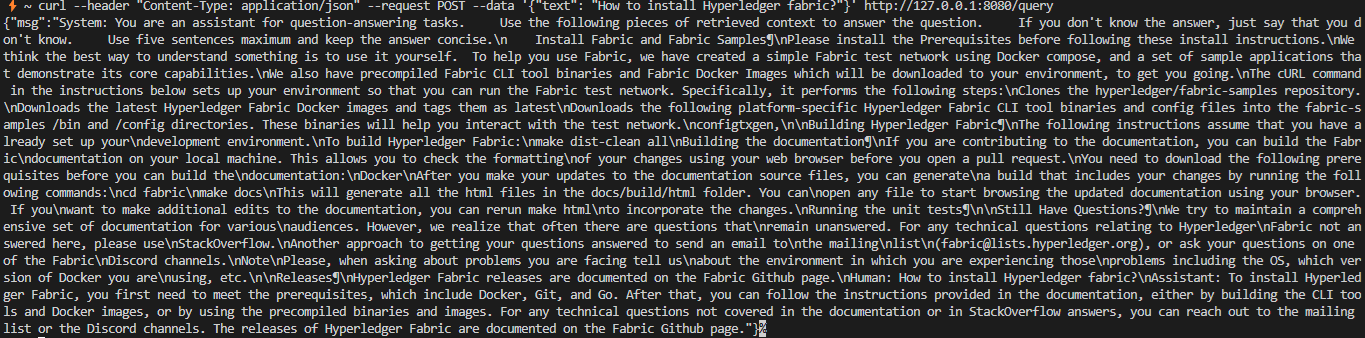 ⚡ ~ curl --header "Content-Type: application/json" --request POST --data '{"text": "How to install Hyperledger fabric?"}' http://127.0.0.1:8080/query
{"msg":"System: You are an assistant for question-answering tasks.     Use the following pieces of retrieved context to answer the question.     If you don't know the answer, just say that you d
on't know.     Use five sentences maximum and keep the answer concise.\n    Install Fabric and Fabric Samples¶\nPlease install the Prerequisites before following these install instructions.\nWe
think the best way to understand something is to use it yourself.  To help you use Fabric, we have created a simple Fabric test network using Docker compose, and a set of sample applications tha
t demonstrate its core capabilities.\nWe also have precompiled Fabric CLI tool binaries and Fabric Docker Images which will be downloaded to your environment, to get you going.\nThe cURL command
 in the instructions below sets up your environment so that you can run the Fabric test network. Specifically, it performs the following steps:\nClones the hyperledger/fabric-samples repository.
\nDownloads the latest Hyperledger Fabric Docker images and tags them as latest\nDownloads the following platform-specific Hyperledger Fabric CLI tool binaries and config files into the fabric-s
amples /bin and /config directories. These binaries will help you interact with the test network.\nconfigtxgen,\n\nBuilding Hyperledger Fabric¶\nThe following instructions assume that you have a
lready set up your\ndevelopment environment.\nTo build Hyperledger Fabric:\nmake dist-clean all\nBuilding the documentation¶\nIf you are contributing to the documentation, you can build the Fabr
ic\ndocumentation on your local machine. This allows you to check the formatting\nof your changes using your web browser before you open a pull request.\nYou need to download the following prere
quisites before you can build the\ndocumentation:\nDocker\nAfter you make your updates to the documentation source files, you can generate\na build that includes your changes by running the foll
owing commands:\ncd fabric\nmake docs\nThis will generate all the html files in the docs/build/html folder. You can\nopen any file to start browsing the updated documentation using your browser.
 If you\nwant to make additional edits to the documentation, you can rerun make html\nto incorporate the changes.\nRunning the unit tests¶\n\nStill Have Questions?¶\nWe try to maintain a compreh
ensive set of documentation for various\naudiences. However, we realize that often there are questions that\nremain unanswered. For any technical questions relating to Hyperledger\nFabric not an
swered here, please use\nStackOverflow.\nAnother approach to getting your questions answered to send an email to\nthe mailing\nlist\n(fabric@lists.hyperledger.org), or ask your questions on one
of the Fabric\nDiscord channels.\nNote\nPlease, when asking about problems you are facing tell us\nabout the environment in which you are experiencing those\nproblems including the OS, which ver
sion of Docker you are\nusing, etc.\n\nReleases¶\nHyperledger Fabric releases are documented on the Fabric Github page.\nHuman: How to install Hyperledger fabric?\nAssistant: To install Hyperled
ger Fabric, you first need to meet the prerequisites, which include Docker, Git, and Go. After that, you can follow the instructions provided in the documentation, either by building the CLI too
ls and Docker images, or by using the precompiled binaries and images. For any technical questions not covered in the documentation or in StackOverflow answers, you can reach out to the mailing
list or the Discord channels. The releases of Hyperledger Fabric are documented on the Fabric Github page."}%